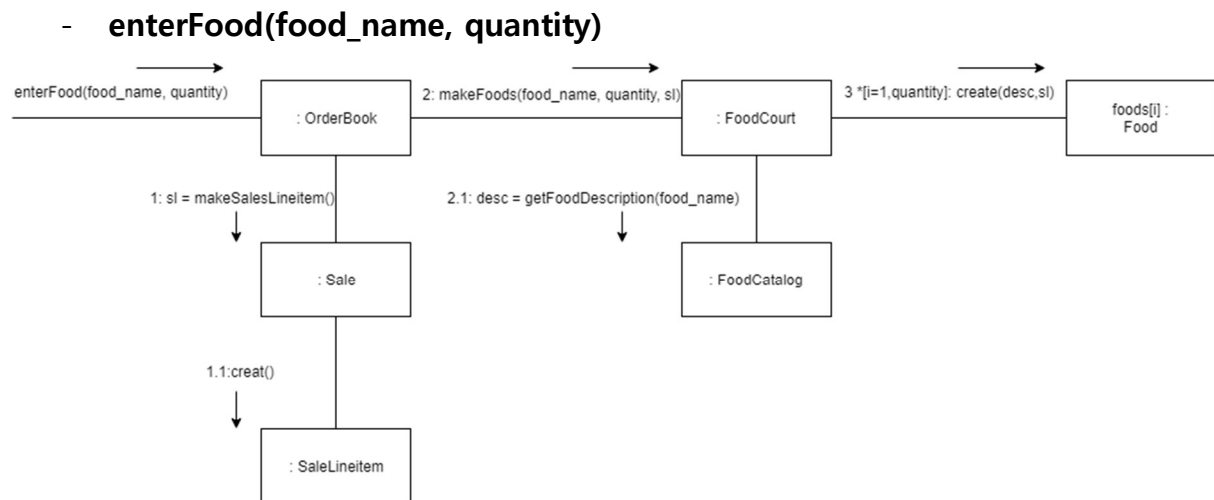 - enterFood(food_name, quantity)
enterFood(food_name, quantity)
: OrderBook
2: makeFoods(food_name, quantity, sl)
: FoodCourt
3 *[i=1,quantity]: create(desc,sl)
foods[i] :
Food
1: sl = makeSalesLineitem()
2.1: desc = getFoodDescription(food_name)
: Sale
: FoodCatalog
1.1:creat()
: SaleLineitem